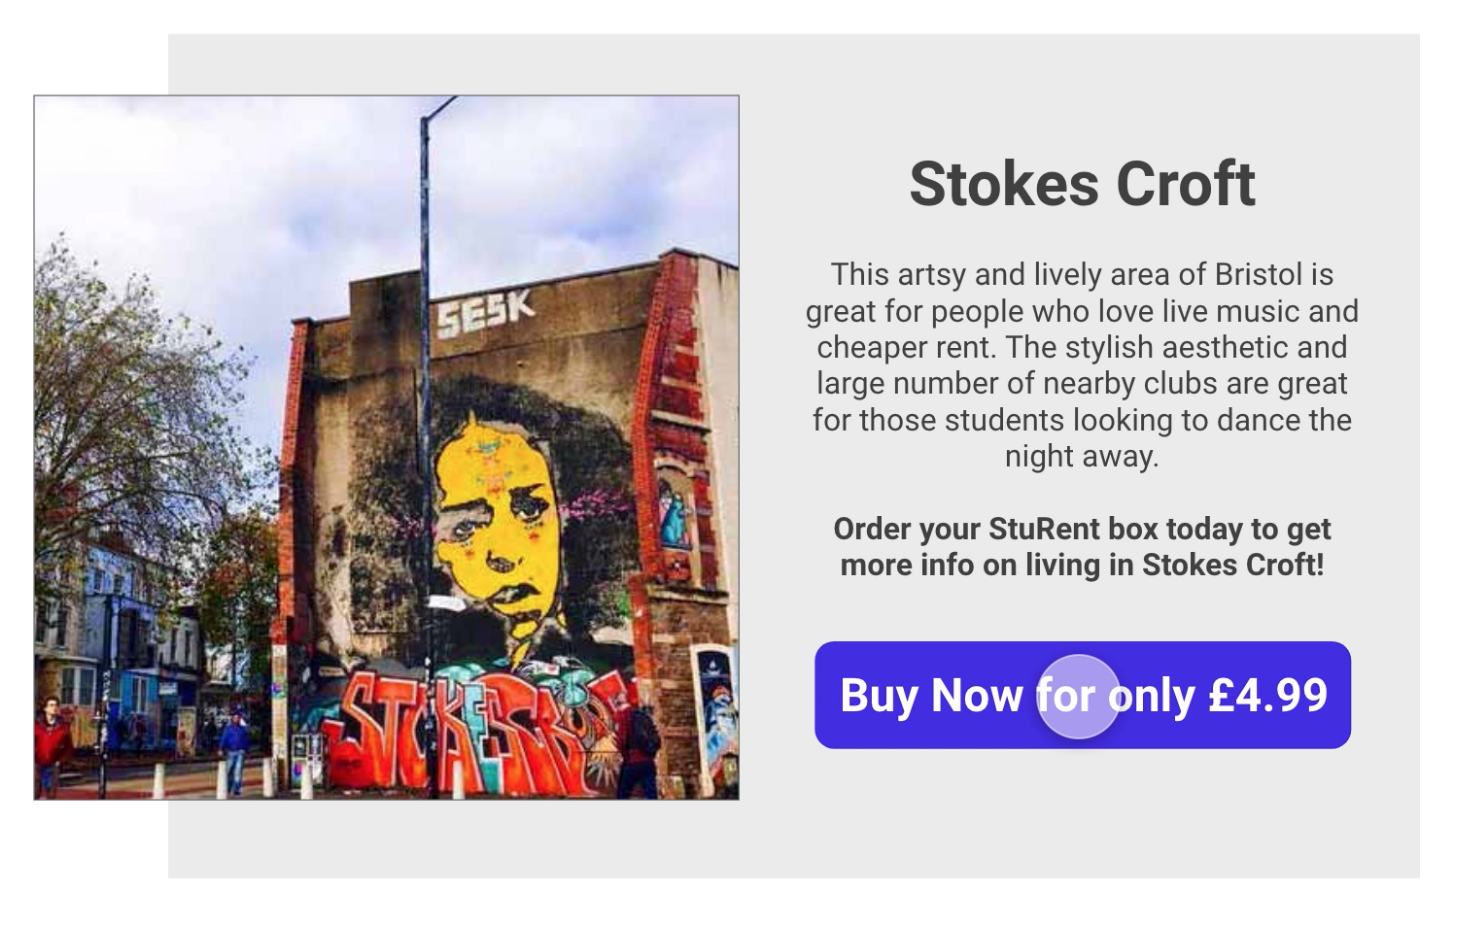 SESK
STOKESCROFT
Stokes Croft
This artsy and lively area of Bristol is
great for people who love live music and
cheaper rent. The stylish aesthetic and
large number of nearby clubs are great
for those students looking to dance the
night away.
Order your StuRent box today to get
more info on living in Stokes Croft!
Buy Now for only £4.99